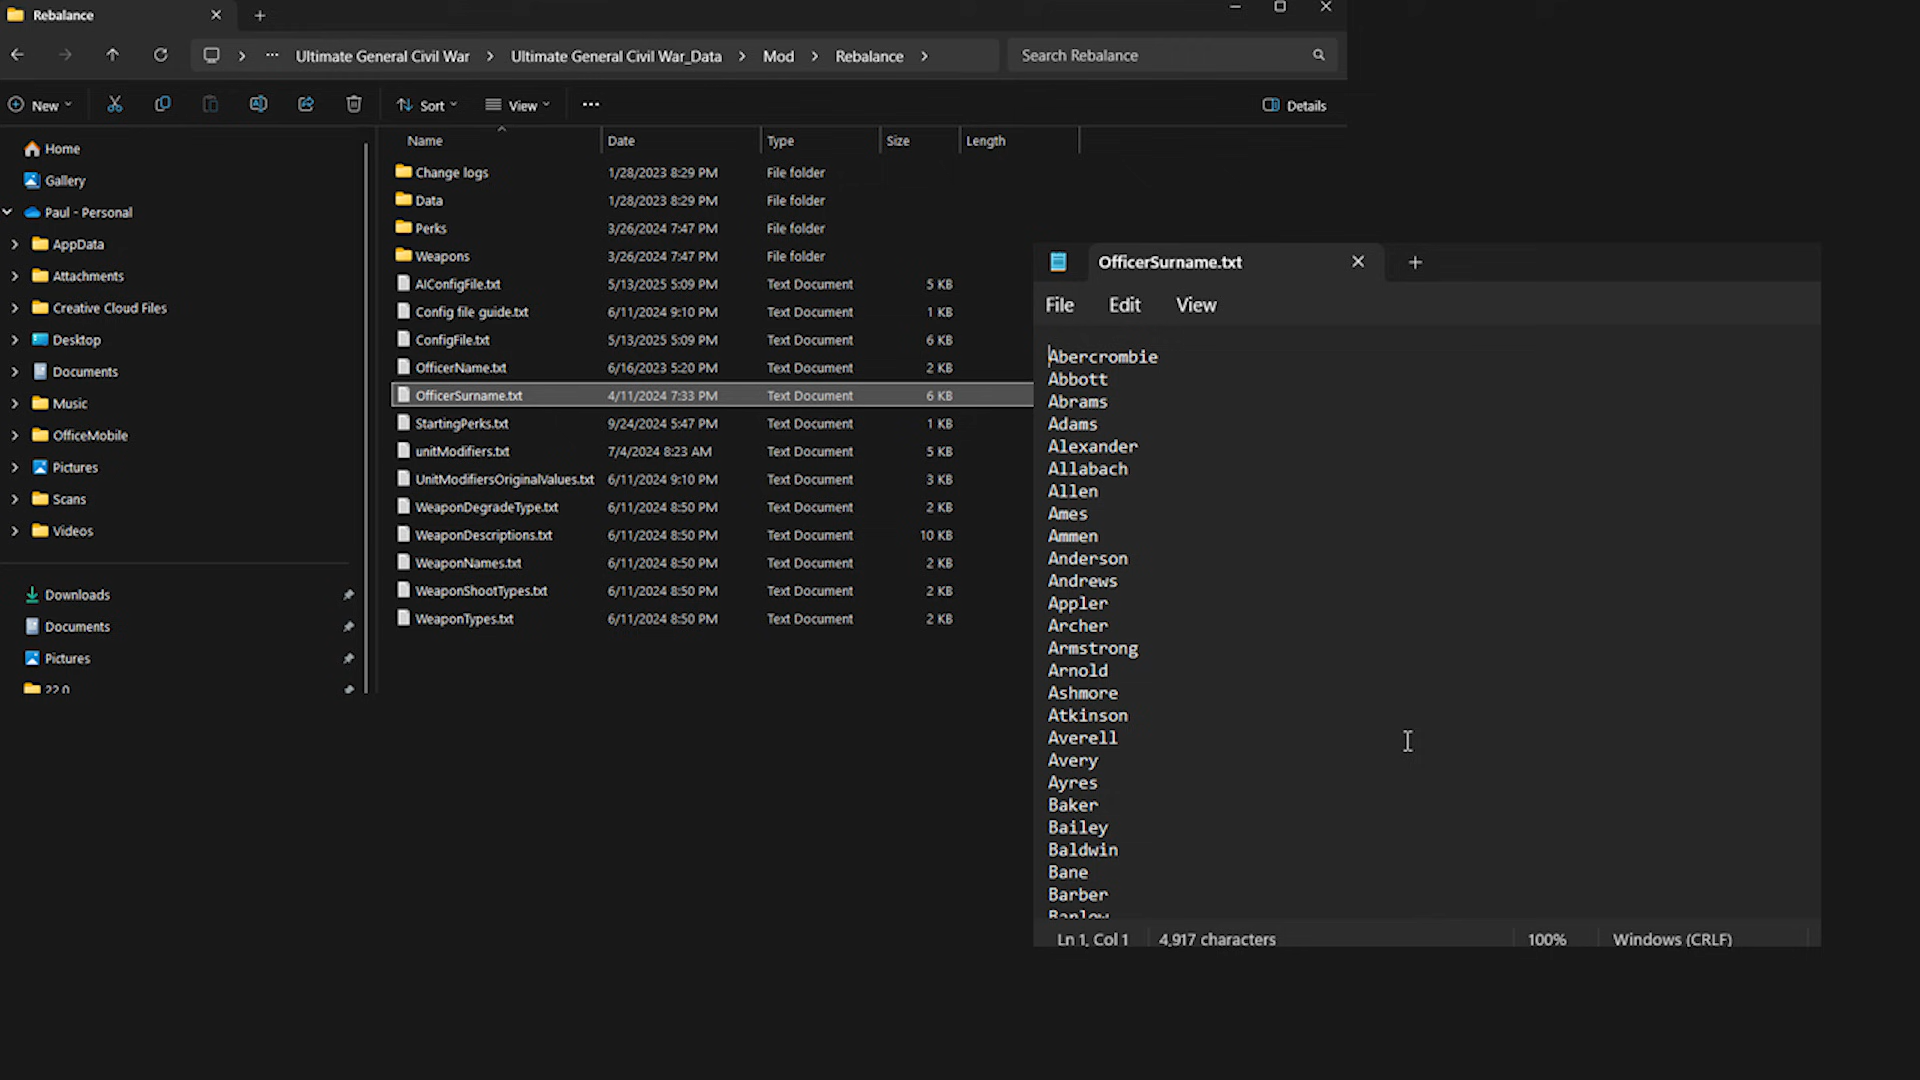 Rebalance
Ultimate General Civil War Ultimate General Civil War_Data Mod Rebalance Search Rebalance
New Sort View Details
Home
Gallery
Paul - Personal
AppData
Attachments
Creative Cloud Files
Desktop
Documents
Music
OfficeMobile
Pictures
Scans
Videos
Downloads
Documents
Pictures
22.0
Name Date Type Size Length
Change logs 1/28/2023 8:29 PM File folder
Data 1/28/2023 8:29 PM File folder
Perks 3/26/2024 7:47 PM File folder
Weapons 3/26/2024 7:47 PM File folder
AIConfigFile.txt 5/13/2025 5:09 PM Text Document 5 KB
Config file guide.txt 6/11/2024 9:10 PM Text Document 1 KB
ConfigFile.txt 5/13/2025 5:09 PM Text Document 6 KB
OfficerName.txt 6/16/2023 5:20 PM Text Document 2 KB
OfficerSurname.txt 4/11/2024 7:33 PM Text Document 6 KB
StartingPerks.txt 9/24/2024 5:47 PM Text Document 1 KB
unitModifiers.txt 7/4/2024 8:23 AM Text Document 5 KB
UnitModifiersOriginalValues.txt 6/11/2024 9:10 PM Text Document 3 KB
WeaponDegradeType.txt 6/11/2024 8:50 PM Text Document 2 KB
WeaponDescriptions.txt 6/11/2024 8:50 PM Text Document 10 KB
WeaponNames.txt 6/11/2024 8:50 PM Text Document 2 KB
WeaponShootTypes.txt 6/11/2024 8:50 PM Text Document 2 KB
WeaponTypes.txt 6/11/2024 8:50 PM Text Document 2 KB
OfficerSurname.txt
File Edit View
Abercrombie
Abbott
Abrams
Adams
Alexander
Allabach
Allen
Ames
Ammen
Anderson
Andrews
Appler
Archer
Armstrong
Arnold
Ashmore
Atkinson
Averell
Avery
Ayres
Baker
Bailey
Baldwin
Bane
Barber
Ln 1, Col 1 4,917 characters 100% Windows (CRLF)